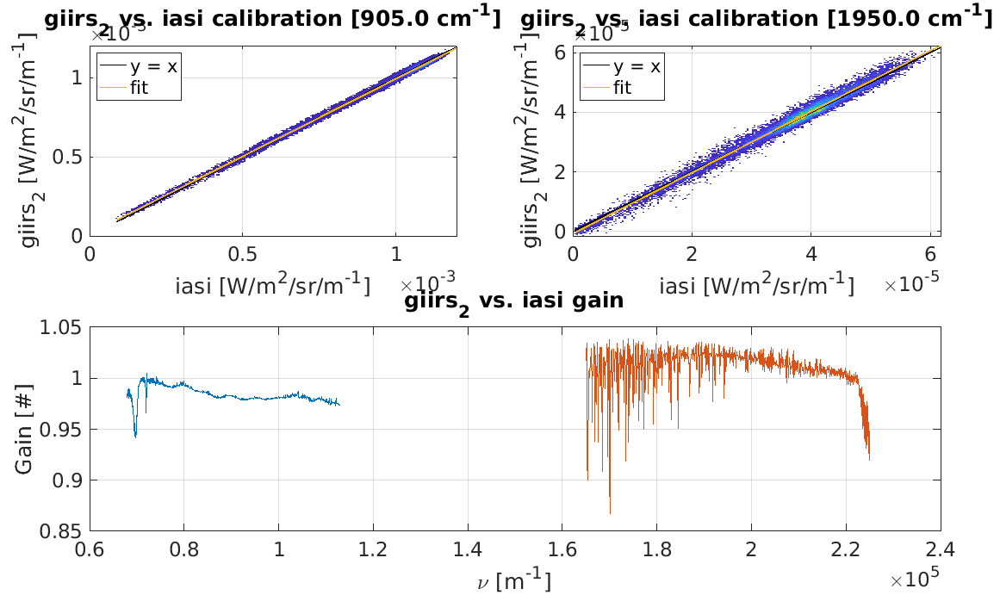 giirs₂ vs. iasi calibration [905.0 cm⁻¹]
×10⁻³
giirs₂ [W/m²/sr/m⁻¹]
1
0.5
0
y = x
fit
0 0.5 1
iasi [W/m²/sr/m⁻¹] ×10⁻³
giirs₂ vs. iasi calibration [1950.0 cm⁻¹]
×10⁻⁵
giirs₂ [W/m²/sr/m⁻¹]
6
4
2
0
y = x
fit
0 2 4 6
iasi [W/m²/sr/m⁻¹] ×10⁻⁵
giirs₂ vs. iasi gain
Gain [#]
1.05
1
0.95
0.9
0.85
0.6 0.8 1 1.2 1.4 1.6 1.8 2 2.2 2.4
ν [m⁻¹] ×10⁵